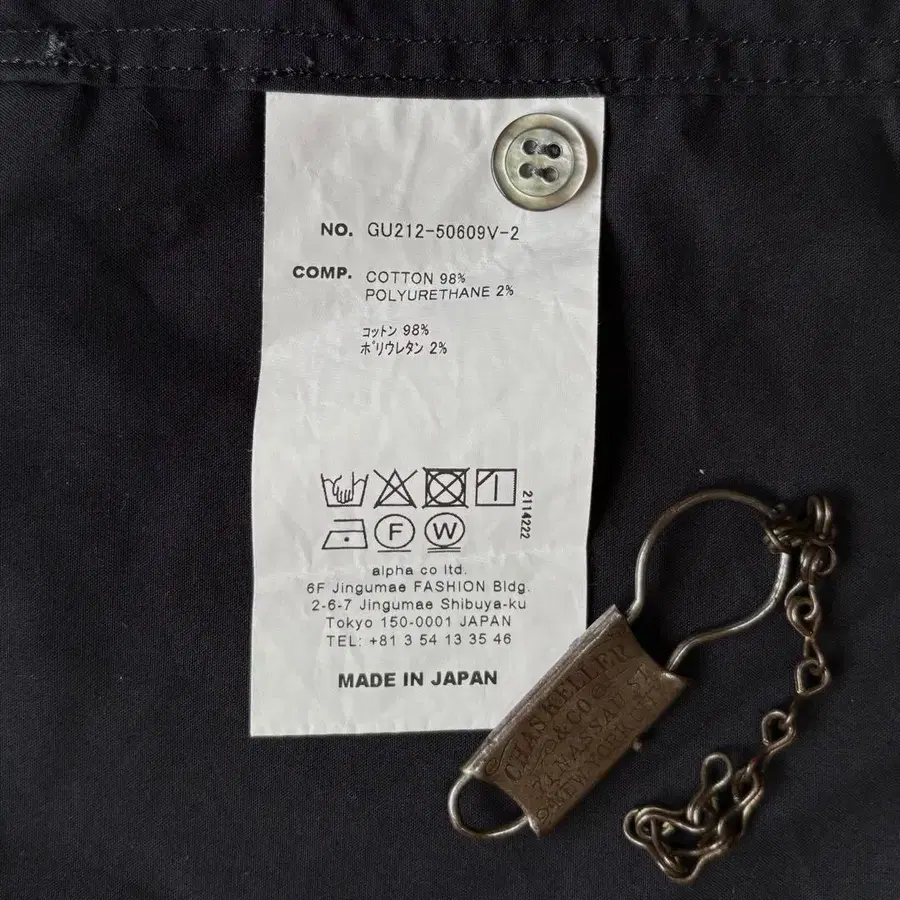 NO. GU212-50609V-2
COMP. COTTON 98%
POLYURETHANE 2%
コットン 98%
ポリウレタン 2%
2114222
F W
alpha co ltd.
6F Jingumae FASHION Bldg.
2-6-7 Jingumae Shibuya-ku
Tokyo 150-0001 JAPAN
TEL: +81 3 54 13 35 46
MADE IN JAPAN
CHAS KELLER
& CO
71 NASSAU ST
NEW YORK CITY